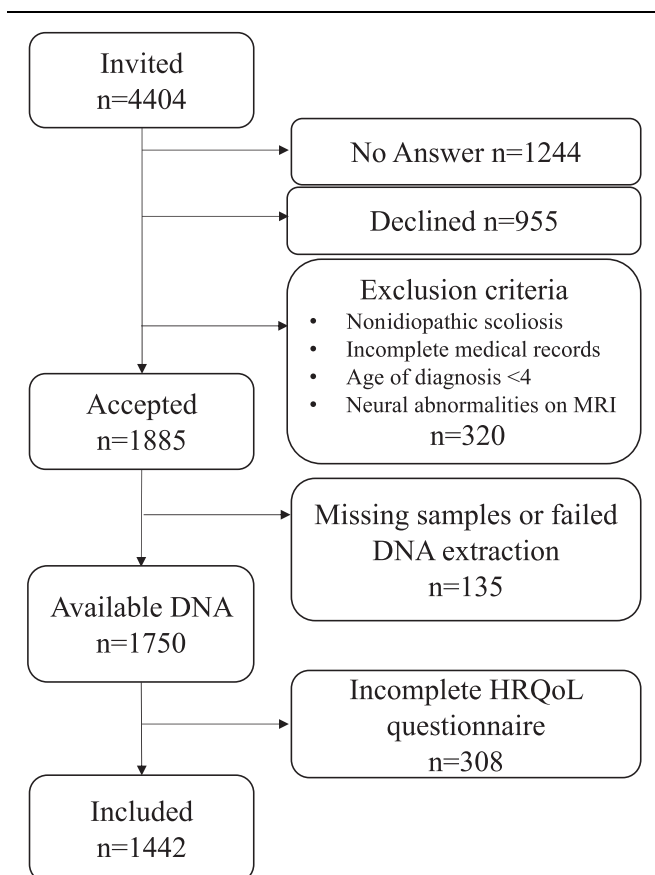 Invited
n=4404
No Answer n=1244
Declined n=955
Exclusion criteria
• Nonidiopathic scoliosis
• Incomplete medical records
• Age of diagnosis <4
• Neural abnormalities on MRI
n=320
Accepted
n=1885
Missing samples or failed
DNA extraction
n=135
Available DNA
n=1750
Incomplete HRQoL
questionnaire
n=308
Included
n=1442